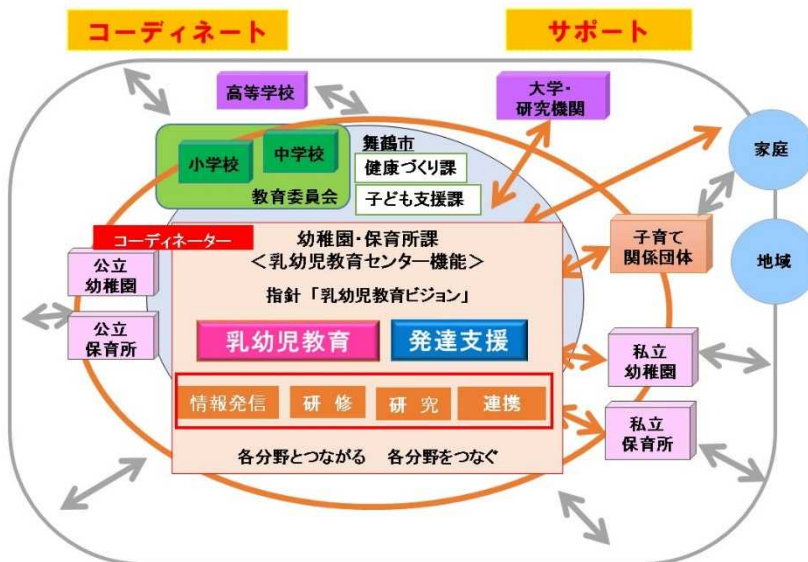 コーディネート
サポート
高等学校
大学・
研究機関
家庭
小学校
中学校
教育委員会
舞鶴市
健康づくり課
子ども支援課
コーディネーター
幼稚園・保育所課
＜乳幼児教育センター機能＞
指針「乳幼児教育ビジョン」
子育て
関係団体
地域
公立
幼稚園
公立
保育所
乳幼児教育
発達支援
私立
幼稚園
情報発信
研修
研究
連携
私立
保育所
各分野とつながる 各分野をつなぐ